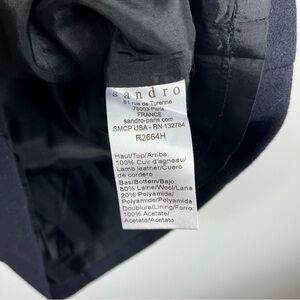 sandro
61 rue de Turenne
75003 Paris
FRANCE
sandro-paris.com
SMCP USA - RN 132784
R2664H
Haut/Top/Arriba
100% Cuir d'agneau/
Lamb leather/Cuero
de cordero
Bas/Bottom/Bajo:
80% Laine/Wool/Lana
20% Polyamide/
Polyamide/Polyamida
Doublure/Lining/Forro:
100% Acetate/
Acetate/Acetato